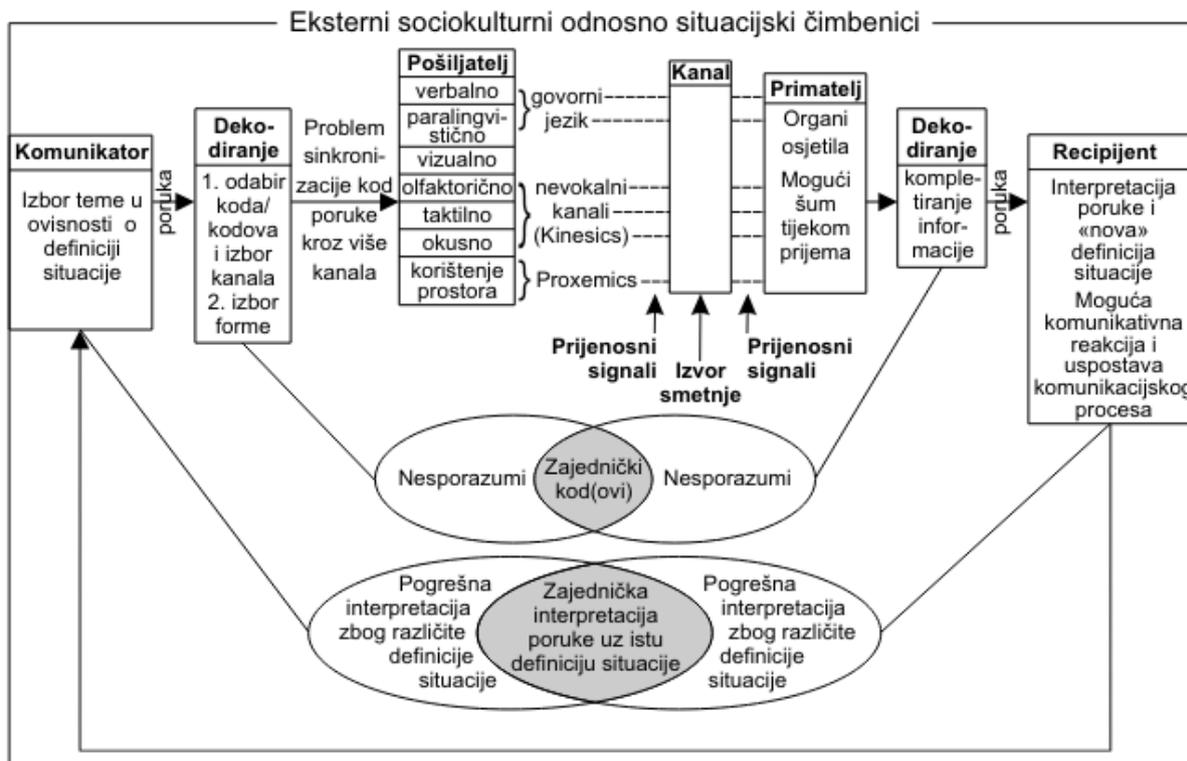 Eksterni sociokulturni odnosno situacijski čimbenici
Komunikator
Izbor teme u
ovisnosti o
definiciji
situacije
poruka
Deko-
diranje
1. odabir
koda/
kodova
i izbor
kanala
2. izbor
forme
Problem
sinkroni-
zacije kod
poruke
kroz više
kanala
Pošiljatelj
verbalno
paralingvi-
stično
vizualno
olfaktorično
taktilno
okusno
korištenje
prostora
govorni
jezik
nevokalni
kanali
(Kinesics)
Proxemics
Kanal
Prijenosni
signali
Izvor
smetnje
Prijenosni
signali
Primatelj
Organi
osjetila
Mogući
šum
tijekom
prijema
Deko-
diranje
komple-
tiranje
infor-
macije
poruka
Recipijent
Interpretacija
poruke i
«nova»
definicija
situacije
Moguća
komunikativna
reakcija i
uspostava
komunikacijskog
procesa
Nesporazumi
Zajednički
kod(ovi)
Nesporazumi
Pogrešna
interpretacija
zbog različite
definicije
situacije
Zajednička
interpretacija
poruke uz istu
definiciju situacije
Pogrešna
interpretacija
zbog različite
definicije
situacije